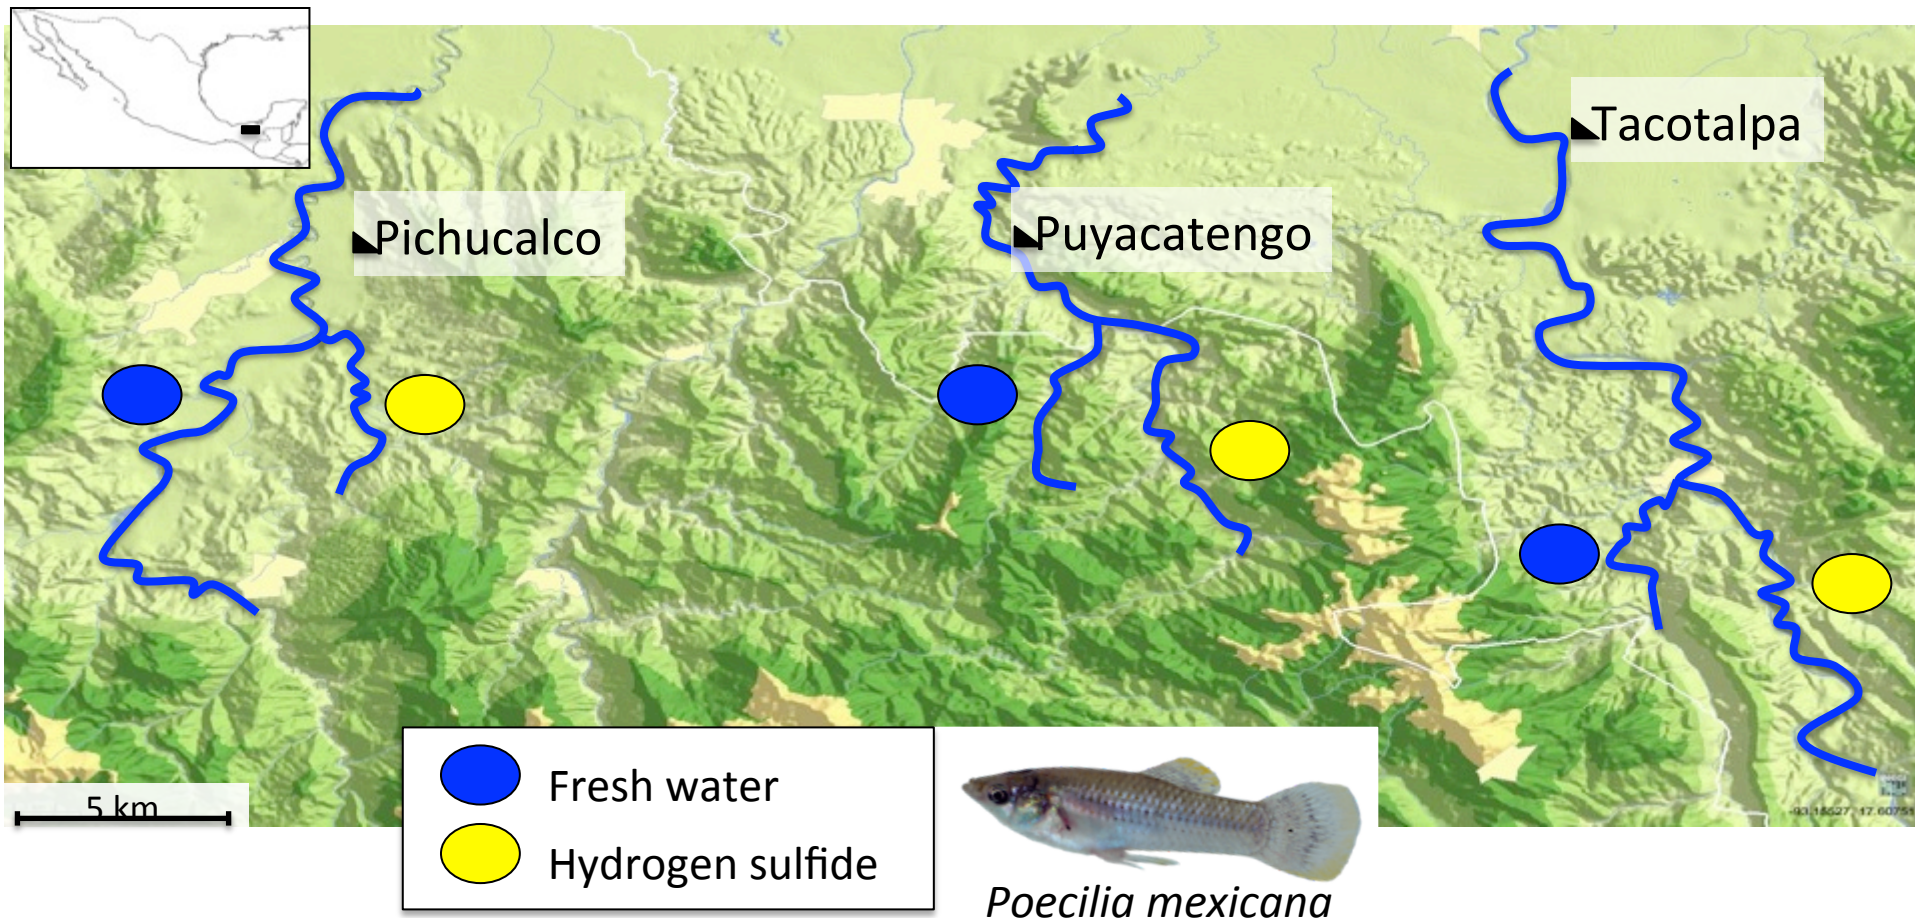 Tacotalpa
Pichucalco
Puyacatengo
Fresh water
5 km
Hydrogen sulfide
Poecilia mexicana